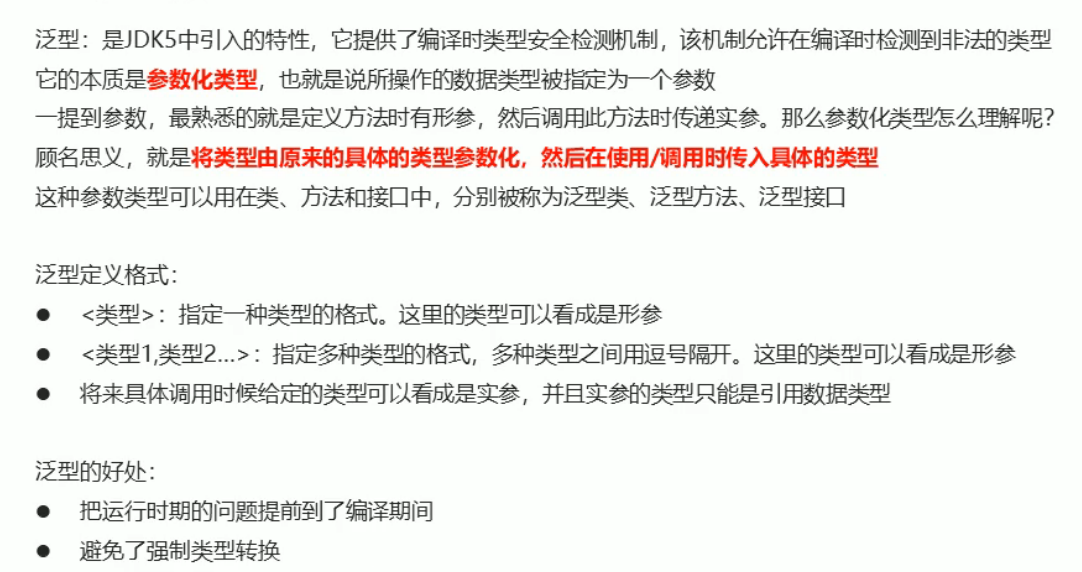 泛型：是JDK5中引入的特性，它提供了编译时类型安全检测机制，该机制允许在编译时检测到非法的类型
它的本质是参数化类型，也就是说所操作的数据类型被指定为一个参数
一提到参数，最熟悉的就是定义方法时有形参，然后调用此方法时传递实参。那么参数化类型怎么理解呢？
顾名思义，就是将类型由原来的具体的类型参数化，然后在使用/调用时传入具体的类型
这种参数类型可以用在类、方法和接口中，分别被称为泛型类、泛型方法、泛型接口
泛型定义格式：
● <类型>：指定一种类型的格式。这里的类型可以看成是形参
● <类型1,类型2…>：指定多种类型的格式，多种类型之间用逗号隔开。这里的类型可以看成是形参
● 将来具体调用时候给定的类型可以看成是实参，并且实参的类型只能是引用数据类型
泛型的好处：
● 把运行时期的问题提前到了编译期间
● 避免了强制类型转换